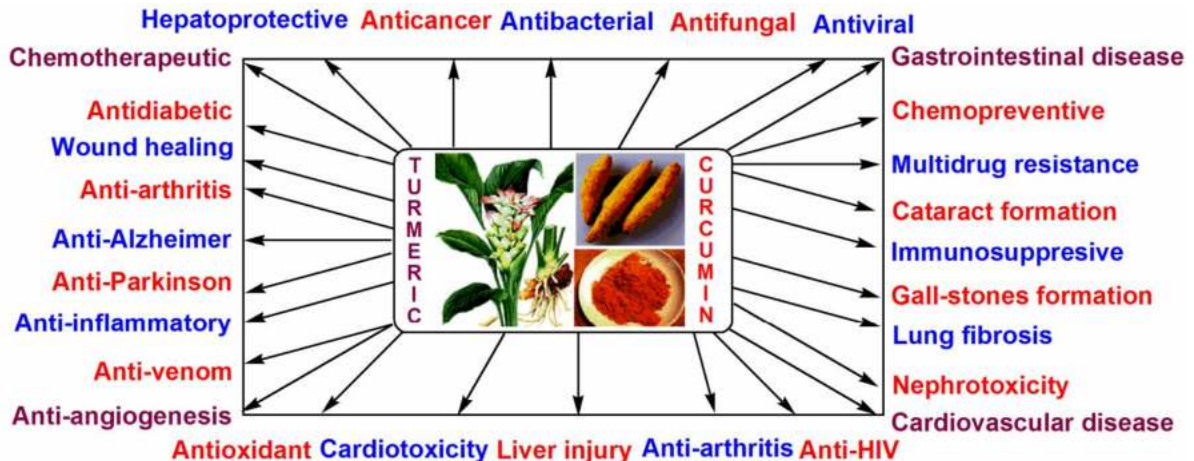 Hepatoprotective Anticancer Antibacterial Antifungal Antiviral
Chemotherapeutic
Antidiabetic
Wound healing
Anti-arthritis
Anti-Alzheimer
Anti-Parkinson
Anti-inflammatory
Anti-venom
Anti-angiogenesis
TURMERIC
CURCUMIN
Gastrointestinal disease
Chemopreventive
Multidrug resistance
Cataract formation
Immunosuppresive
Gall-stones formation
Lung fibrosis
Nephrotoxicity
Cardiovascular disease
Antioxidant Cardiotoxicity Liver injury Anti-arthritis Anti-HIV